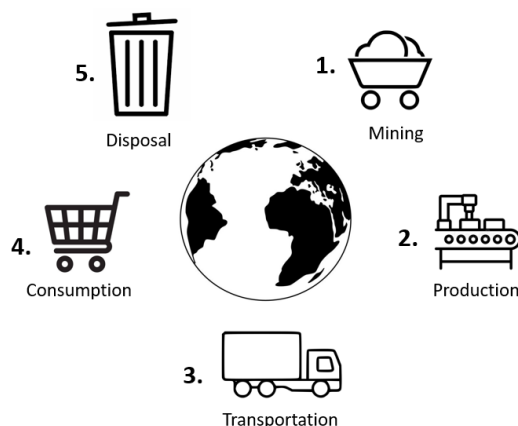 1.
Mining
2.
Production
3.
Transportation
4.
Consumption
5.
Disposal